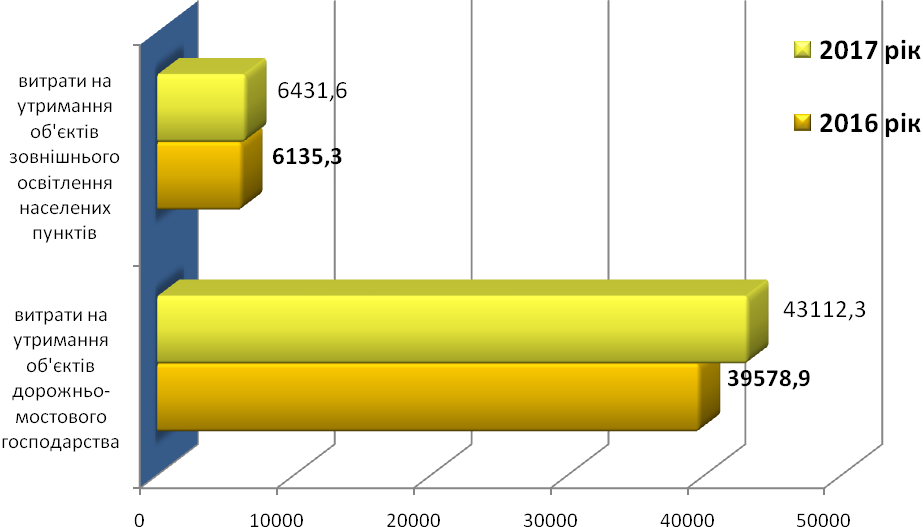 2017 рік
2016 рік
витрати на
утримання
об'єктів
зовнішнього
освітлення
населених
пунктів
6431,6
6135,3
витрати на
утримання
об'єктів
дорожньо-
мостового
господарства
43112,3
39578,9
0 10000 20000 30000 40000 50000